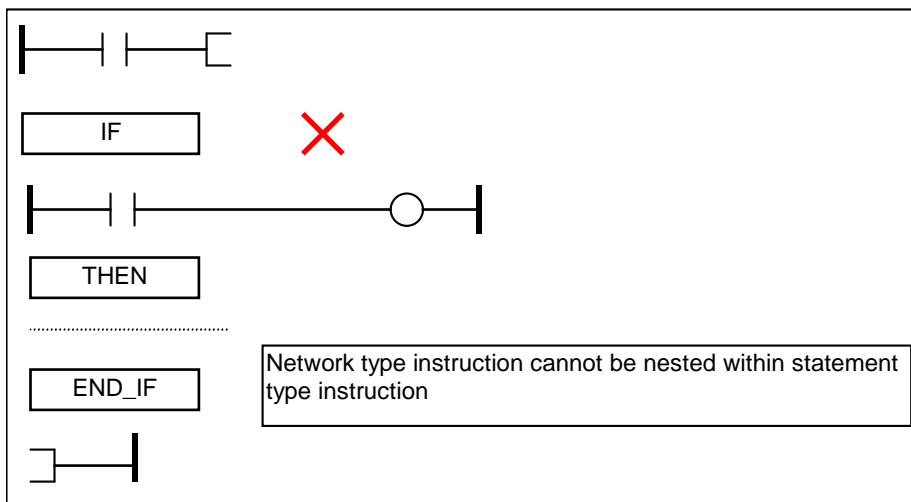 IF
THEN
END_IF
Network type instruction cannot be nested within statement
type instruction